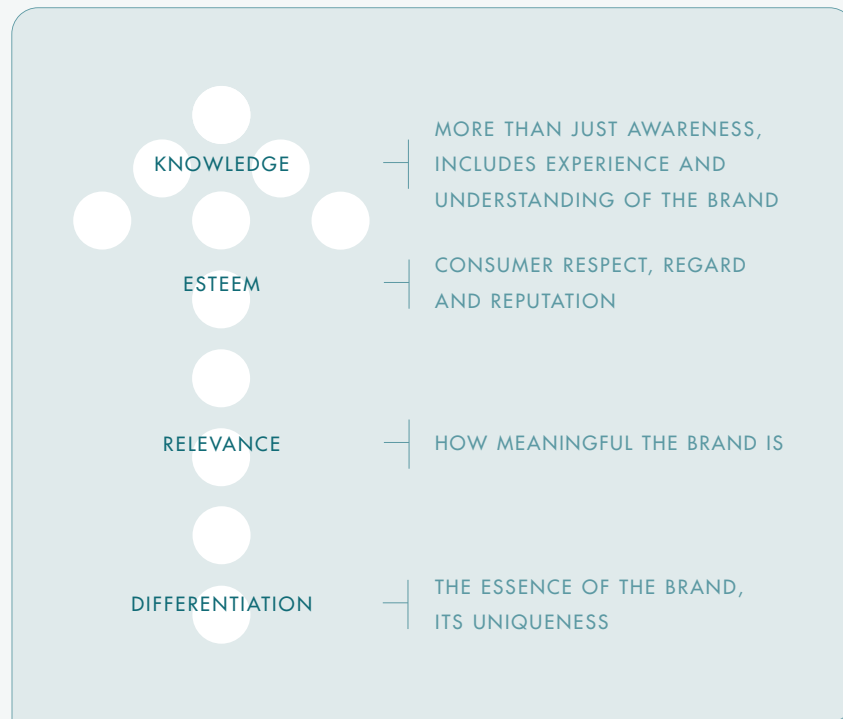 KNOWLEDGE
MORE THAN JUST AWARENESS,
INCLUDES EXPERIENCE AND
UNDERSTANDING OF THE BRAND
ESTEEM
CONSUMER RESPECT, REGARD
AND REPUTATION
RELEVANCE
HOW MEANINGFUL THE BRAND IS
DIFFERENTIATION
THE ESSENCE OF THE BRAND,
ITS UNIQUENESS